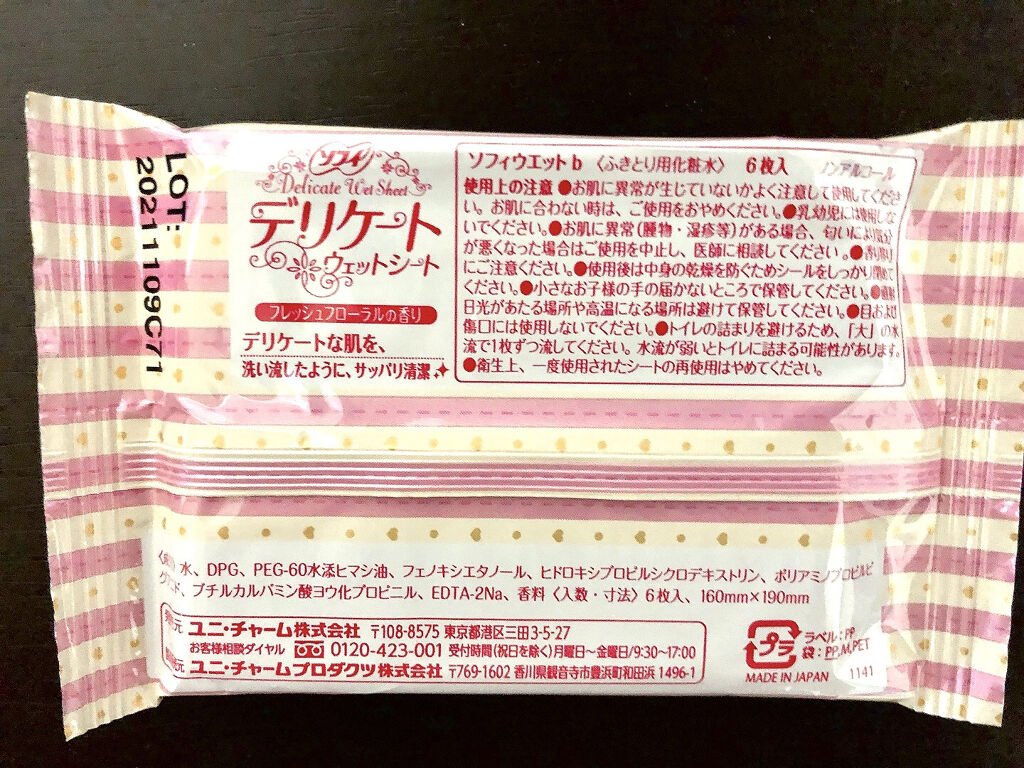 LOT:
20211109C71
ソフィ
Delicate Wet Sheet
デリケート
ウェットシート
フレッシュフローラルの香り
デリケートな肌を、
洗い流したように、サッパリ清潔
ソフィウエットb 〈ふきとり用化粧水〉 6枚入 ノンアルコール
使用上の注意 ●お肌に異常が生じていないかよく注意して使用してくださ
い。お肌に合わない時は、ご使用をおやめください。●乳幼児には使用しな
いでください。●お肌に異常(腫物・湿疹等)がある場合、匂いにより気分
が悪くなった場合はご使用を中止し、医師に相談してください。●香り移り
にご注意ください。●使用後は中身の乾燥を防ぐためシールをしっかり閉めて
ください。●小さなお子様の手の届かないところで保管してください。●直射
日光があたる場所や高温になる場所は避けて保管してください。●目および
傷口には使用しないでください。●トイレの詰まりを避けるため、「大」の水
流で1枚ずつ流してください。水流が弱いとトイレに詰まる可能性があります。
●衛生上、一度使用されたシートの再使用はやめてください。
水、DPG、PEG-60水添ヒマシ油、フェノキシエタノール、ヒドロキシプロピルシクロデキストリン、ポリアミノプロピルビ
グアニド、ブチルカルバミン酸ヨウ化プロピニル、EDTA-2Na、香料〈入数・寸法〉6枚入、160mm×190mm
ユニ・チャーム株式会社 〒108-8575 東京都港区三田3-5-27
お客様相談ダイヤル 0120-423-001 受付時間(祝日を除く)月曜日〜金曜日/9:30〜17:00
ユニ・チャームプロダクツ株式会社 〒769-1602 香川県観音寺市豊浜町和田浜 1496-1
プラ
ラベル:PP
袋:PP,M,PET
MADE IN JAPAN
1141